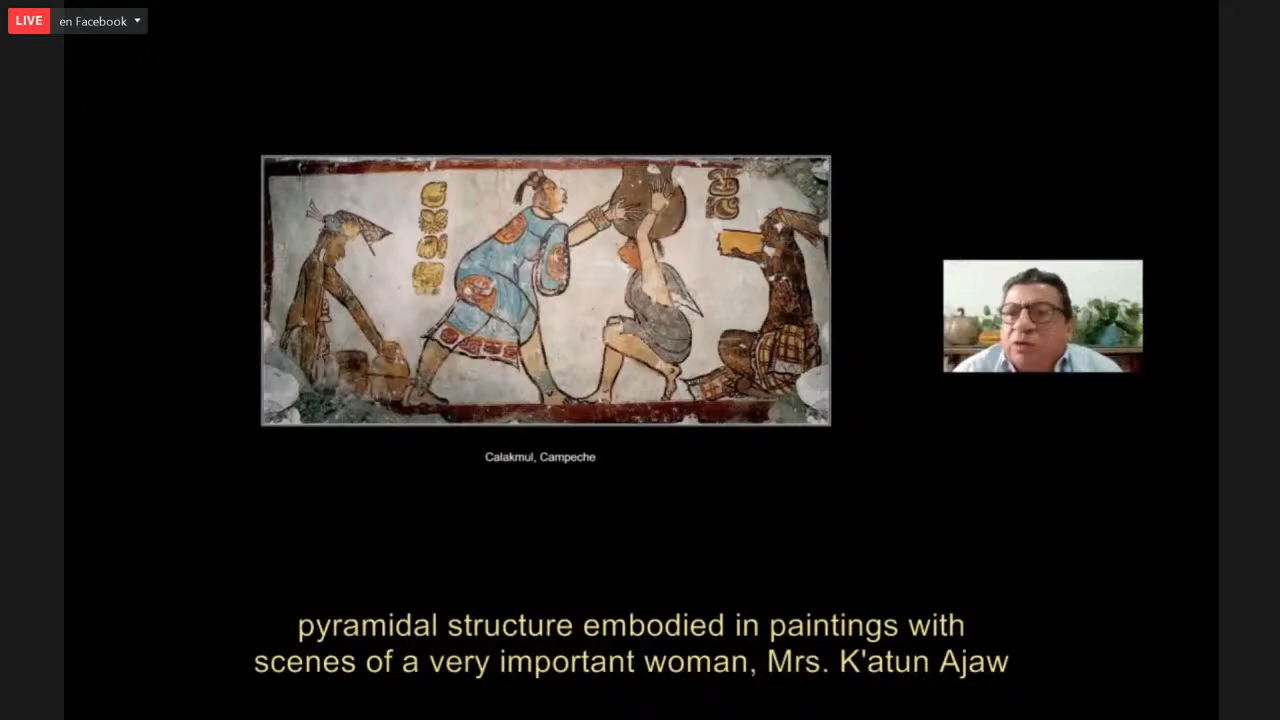 LIVE en Facebook
Calakmul, Campeche
pyramidal structure embodied in paintings with
scenes of a very important woman, Mrs. K'atun Ajaw